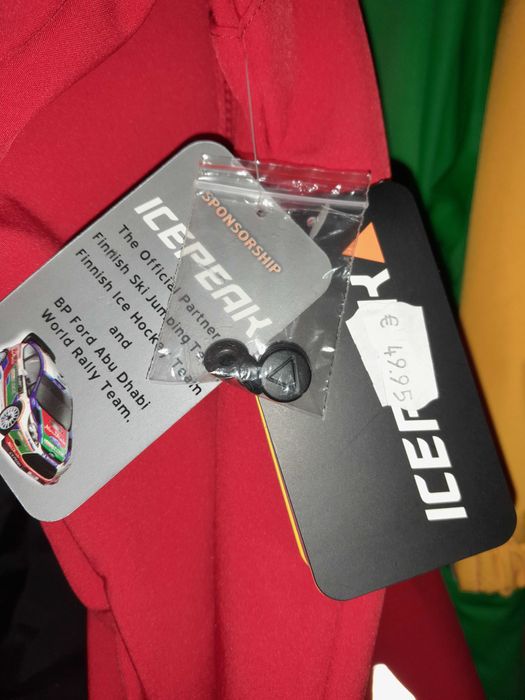 SPONSORSHIP
ICEPEAK
The Official Partner
Finnish Ski Jumping
Finnish Ice Hockey Team
and
BP Ford Abu Dhabi
World Rally Team.
ICEPEAK
€ 49.95